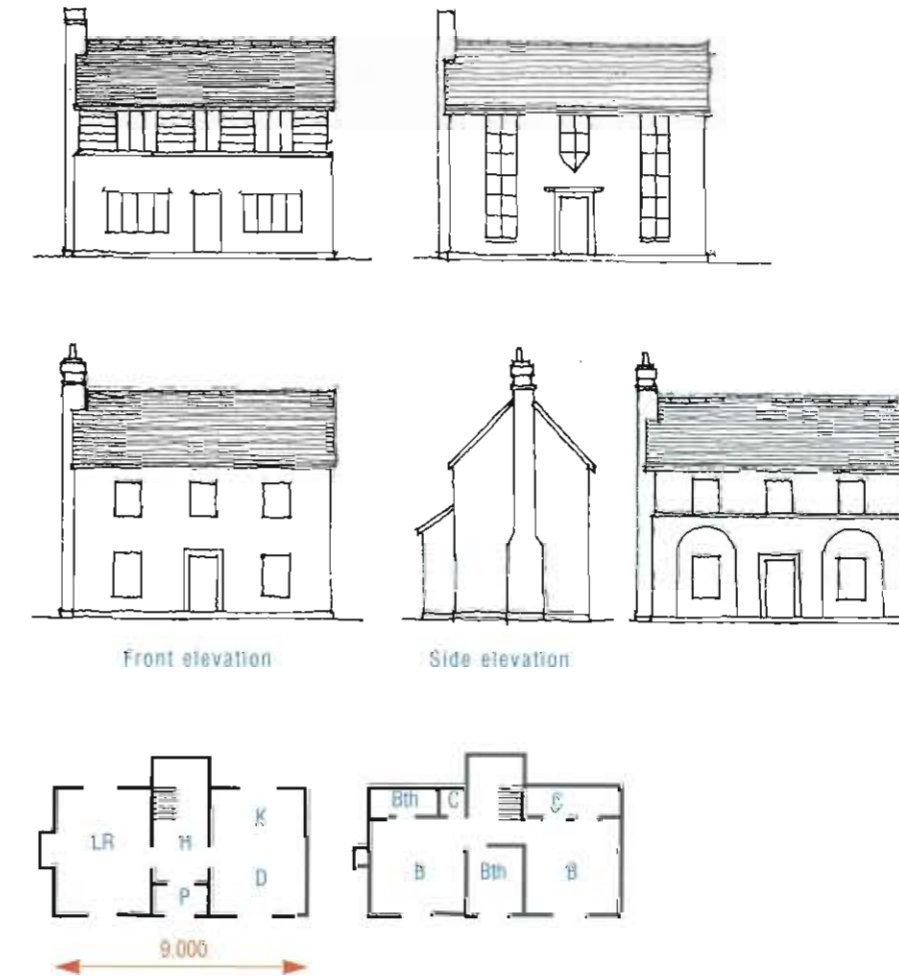 Front elevation
Side elevation
LR
H
K
D
P
9.000
Bth
C
C
B
Bth
B